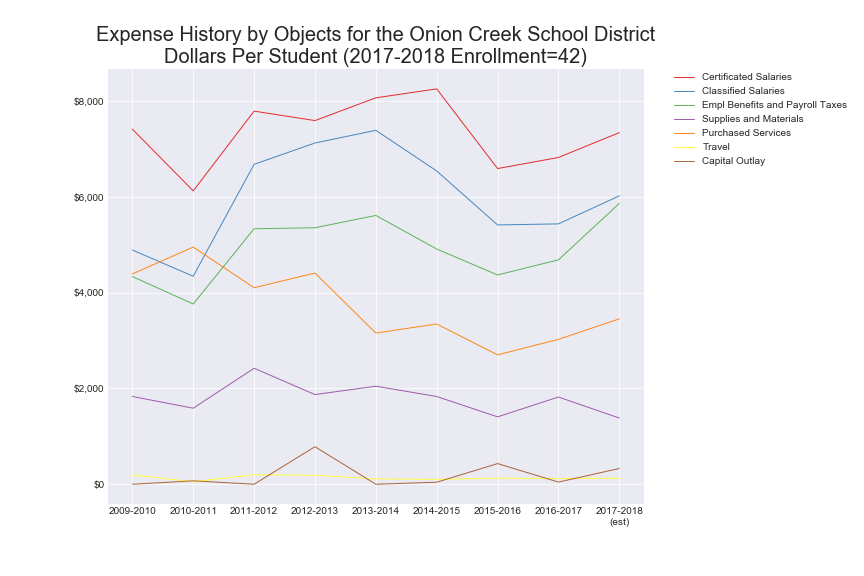 Expense History by Objects for the Onion Creek School District
Dollars Per Student (2017-2018 Enrollment=42)
Certificated Salaries
Classified Salaries
Empl Benefits and Payroll Taxes
Supplies and Materials
Purchased Services
Travel
Capital Outlay
$8,000
$6,000
$4,000
$2,000
$0
2009-2010 2010-2011 2011-2012 2012-2013 2013-2014 2014-2015 2015-2016 2016-2017 2017-2018
(est)